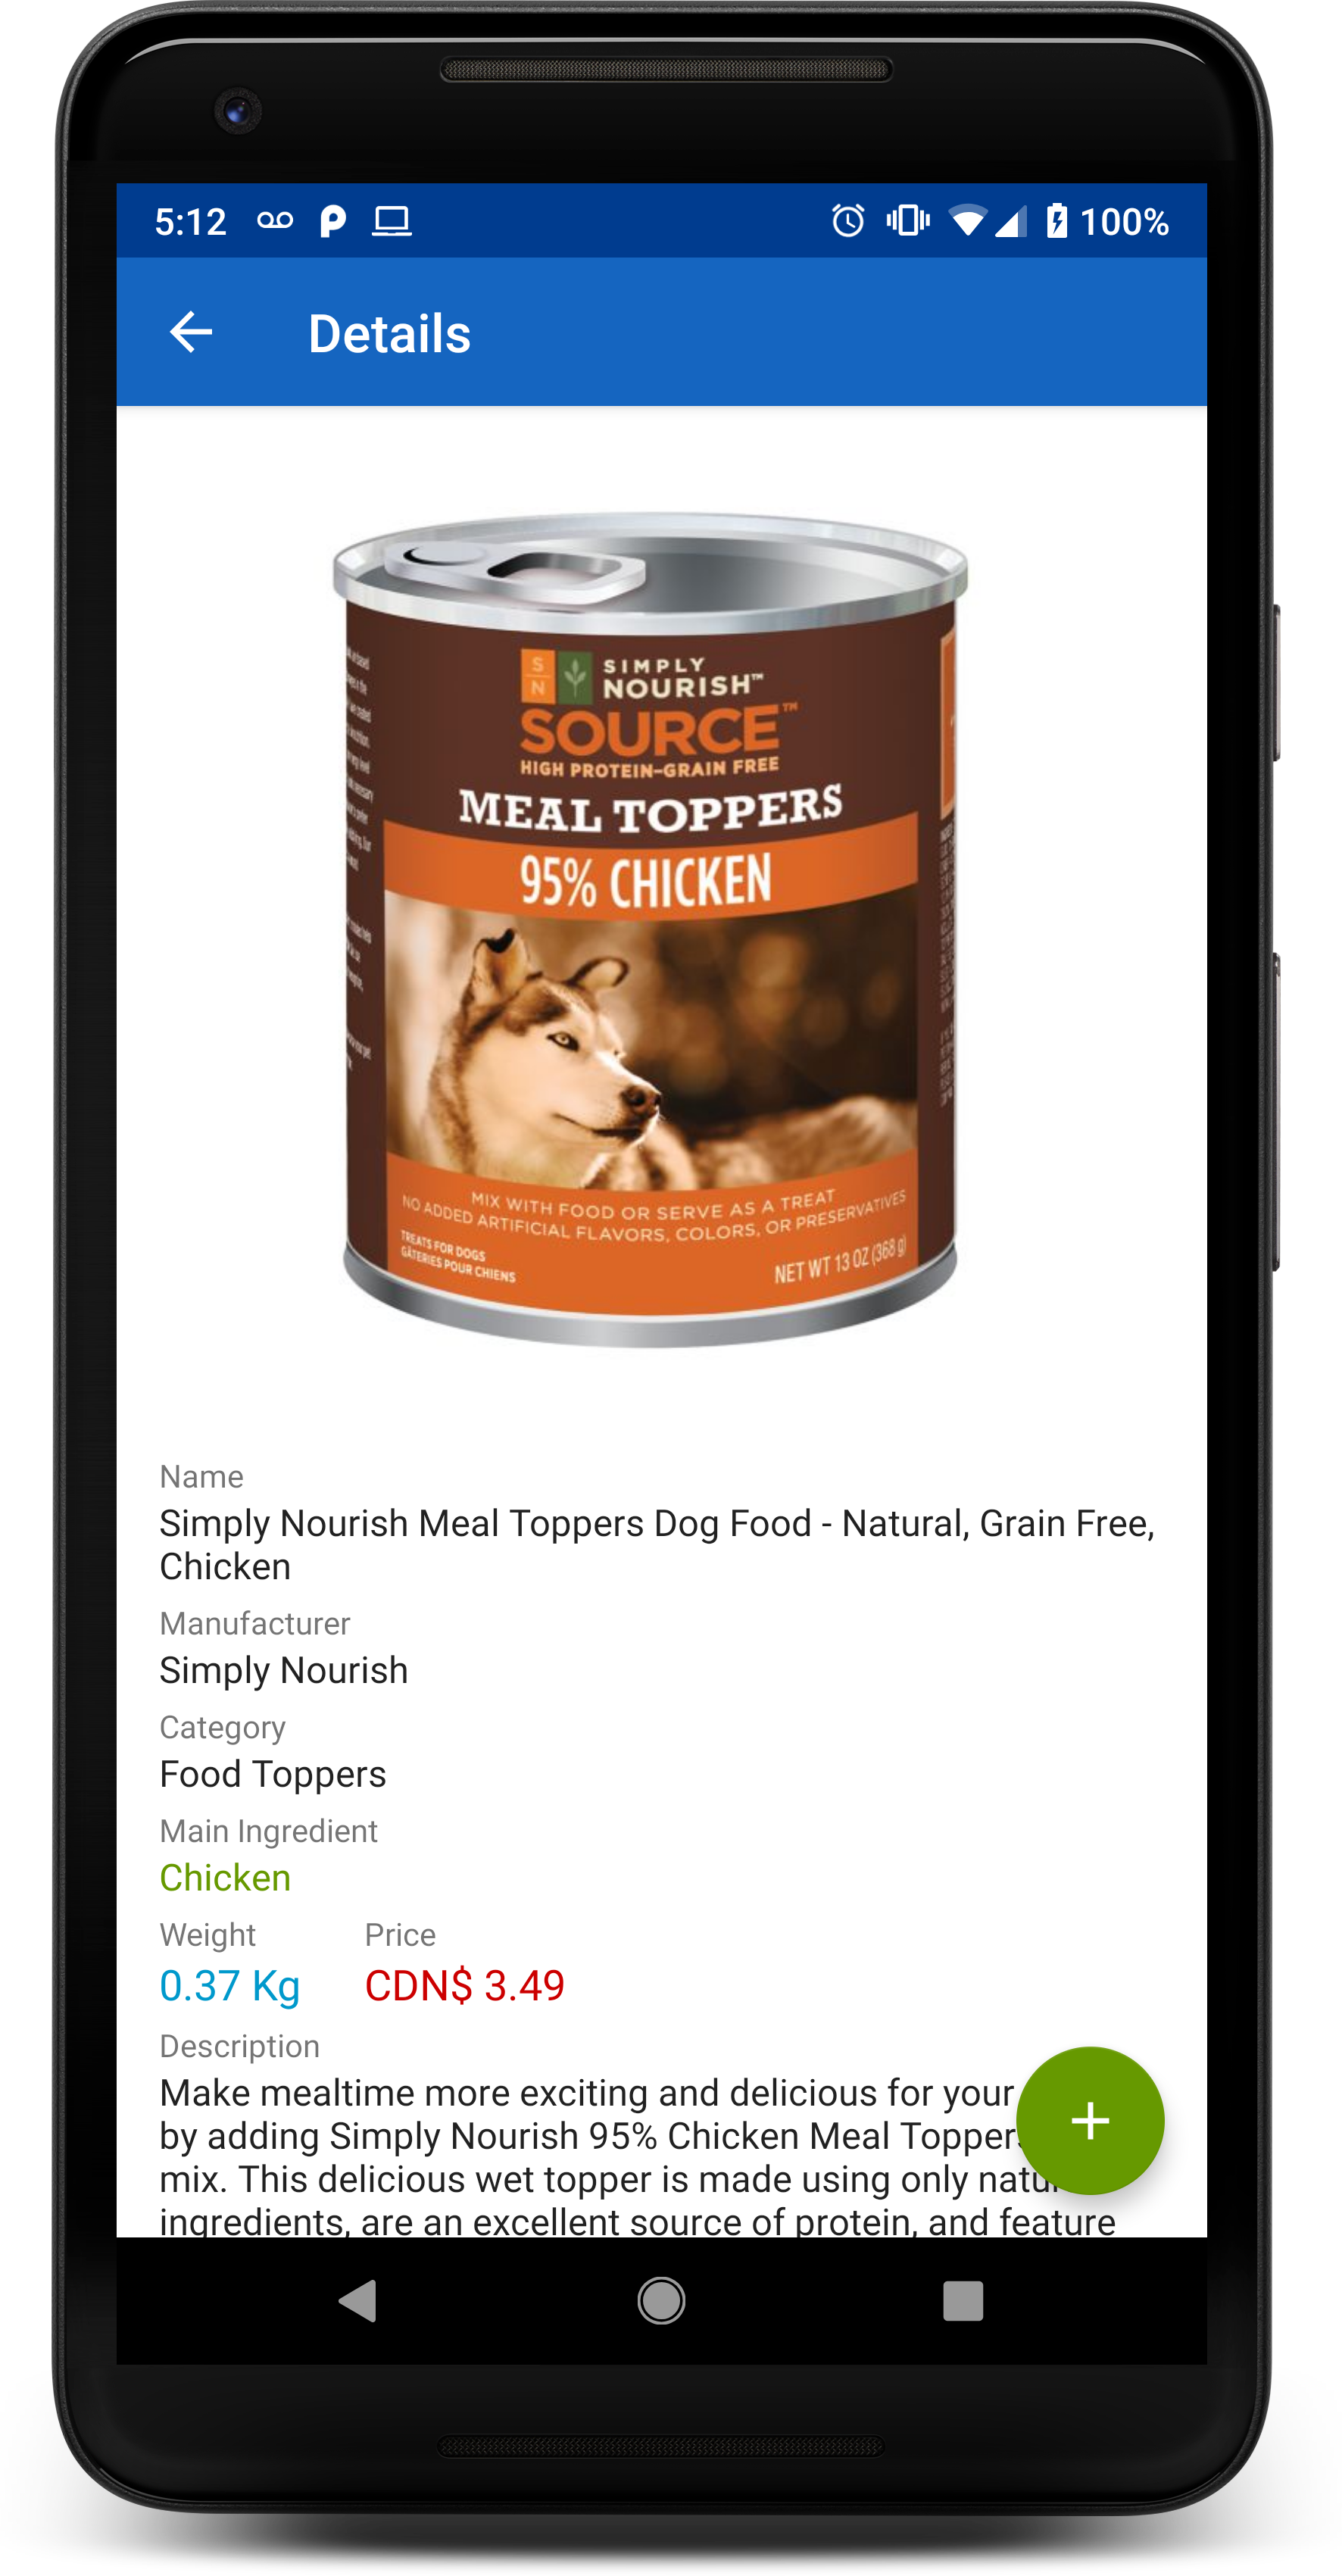 5:12
100%
Details
S
N
SIMPLY
NOURISH™
SOURCE™
HIGH PROTEIN–GRAIN FREE
MEAL TOPPERS
95% CHICKEN
MIX WITH FOOD OR SERVE AS A TREAT
NO ADDED ARTIFICIAL FLAVORS, COLORS, OR PRESERVATIVES
TREATS FOR DOGS
GÂTERIES POUR CHIENS
NET WT 13 OZ (368 g)
Name
Simply Nourish Meal Toppers Dog Food - Natural, Grain Free,
Chicken
Manufacturer
Simply Nourish
Category
Food Toppers
Main Ingredient
Chicken
Weight Price
0.37 Kg CDN$ 3.49
Description
Make mealtime more exciting and delicious for your
by adding Simply Nourish 95% Chicken Meal Toppers
mix. This delicious wet topper is made using only
ingredients, are an excellent source of protein, and feature